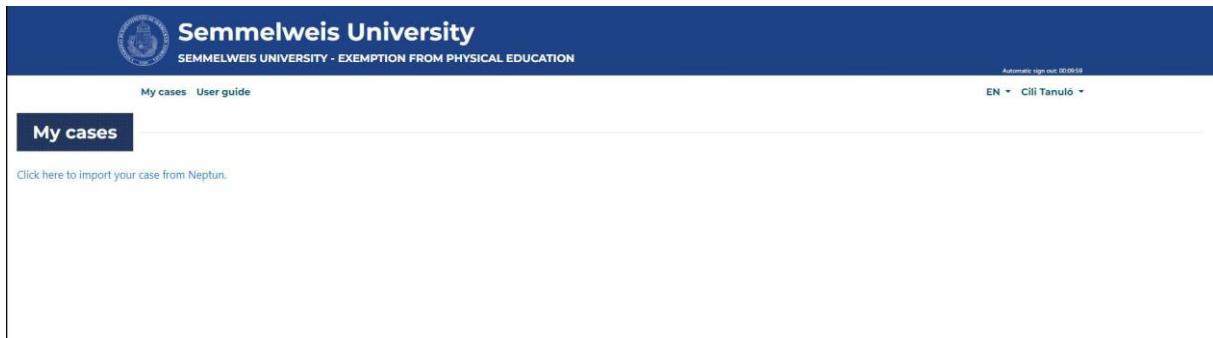 Semmelweis University
SEMMELWEIS UNIVERSITY - EXEMPTION FROM PHYSICAL EDUCATION
Automatic sign out: 00:09:59
My cases User guide EN Cili Tanuló
My cases
Click here to import your case from Neptun.